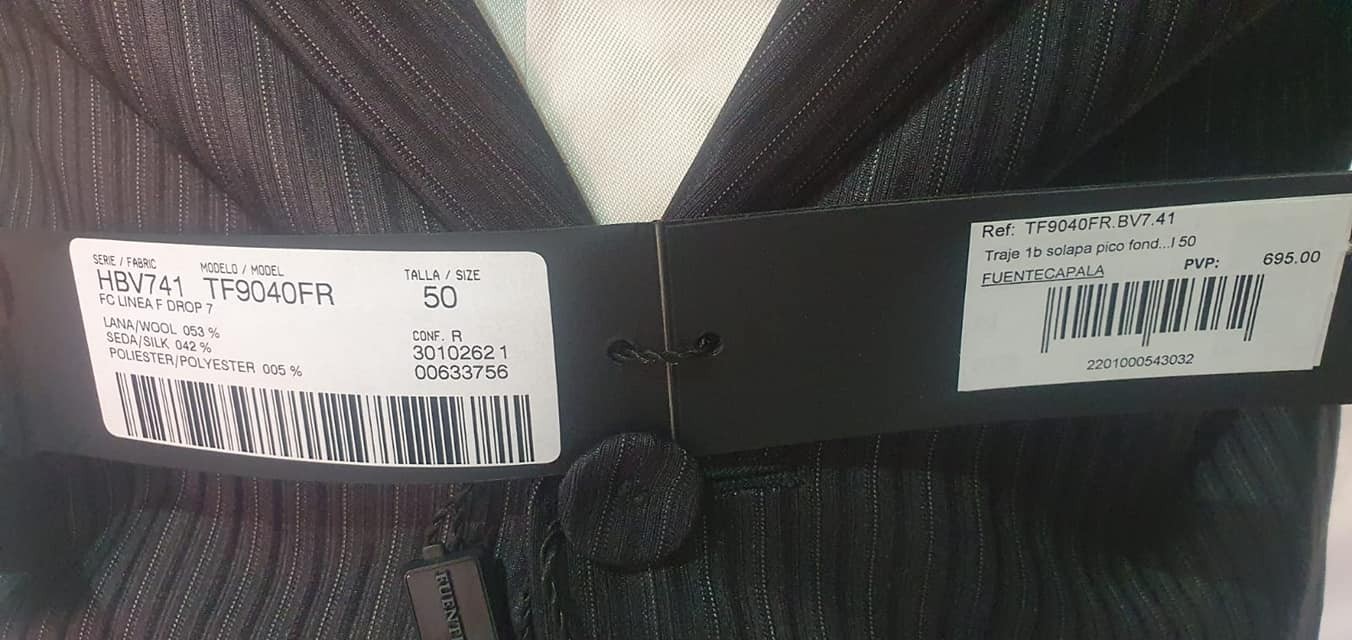 SERIE / FABRIC MODELO / MODEL TALLA / SIZE
HBV741 TF9040FR 50
FC LINEA F DROP 7
LANA/WOOL 053 %
SEDA/SILK 042 %
POLIESTER/POLYESTER 005 %
CONF. R
30102621
00633756
Ref: TF9040FR.BV7.41
Traje 1b solapa pico fond...l 50
FUENTECAPALA PVP: 695.00
2201000543032
FUENTE